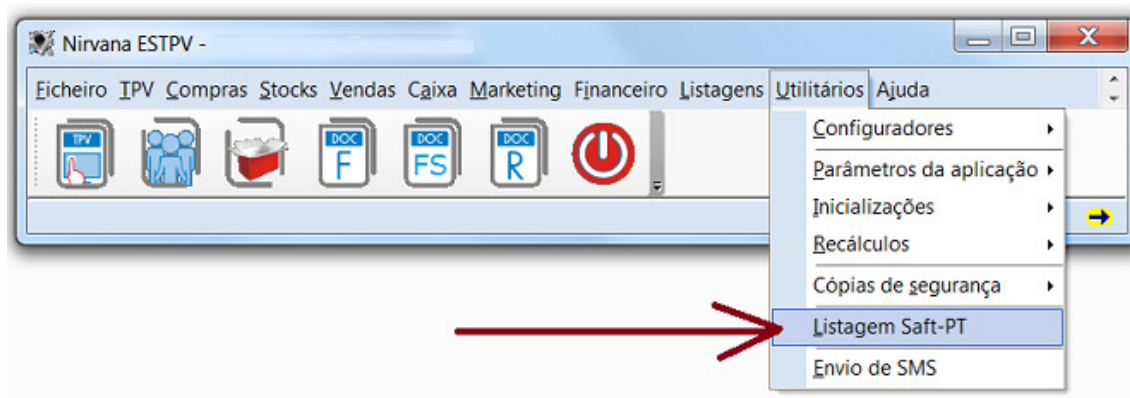 Nirvana ESTPV -
Ficheiro TPV Compras Stocks Vendas Caixa Marketing Financeiro Listagens Utilitários Ajuda
TPV DOC F DOC FS DOC R
Configuradores
Parâmetros da aplicação
Inicializações
Recálculos
Cópias de segurança
Listagem Saft-PT
Envio de SMS